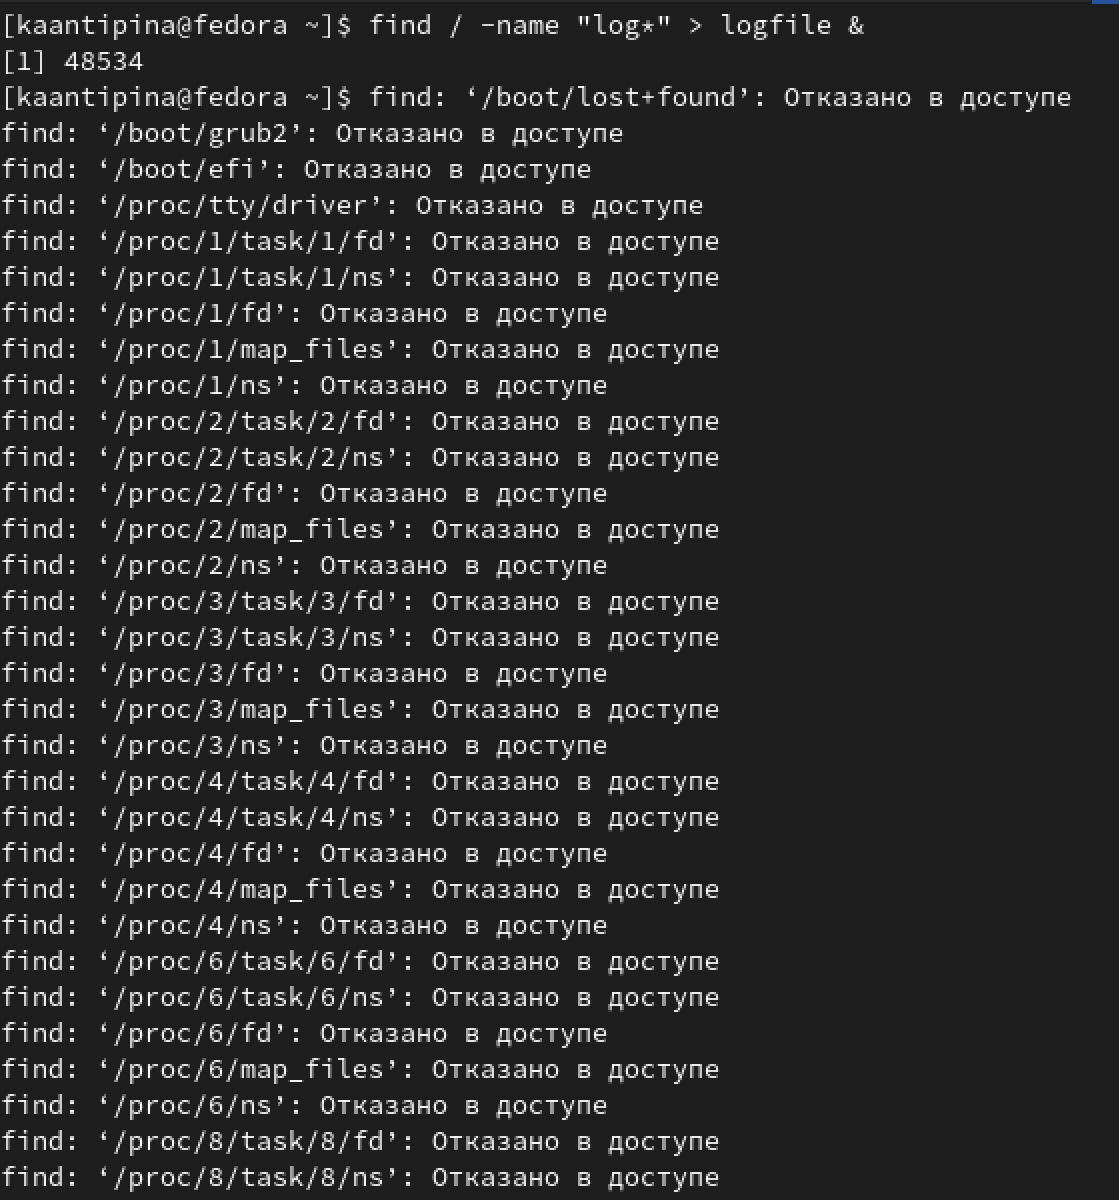 [kaantipina@fedora ~]$ find / -name "log*" > logfile &
[1] 48534
[kaantipina@fedora ~]$ find: ‘/boot/lost+found’: Отказано в доступе
find: ‘/boot/grub2’: Отказано в доступе
find: ‘/boot/efi’: Отказано в доступе
find: ‘/proc/tty/driver’: Отказано в доступе
find: ‘/proc/1/task/1/fd’: Отказано в доступе
find: ‘/proc/1/task/1/ns’: Отказано в доступе
find: ‘/proc/1/fd’: Отказано в доступе
find: ‘/proc/1/map_files’: Отказано в доступе
find: ‘/proc/1/ns’: Отказано в доступе
find: ‘/proc/2/task/2/fd’: Отказано в доступе
find: ‘/proc/2/task/2/ns’: Отказано в доступе
find: ‘/proc/2/fd’: Отказано в доступе
find: ‘/proc/2/map_files’: Отказано в доступе
find: ‘/proc/2/ns’: Отказано в доступе
find: ‘/proc/3/task/3/fd’: Отказано в доступе
find: ‘/proc/3/task/3/ns’: Отказано в доступе
find: ‘/proc/3/fd’: Отказано в доступе
find: ‘/proc/3/map_files’: Отказано в доступе
find: ‘/proc/3/ns’: Отказано в доступе
find: ‘/proc/4/task/4/fd’: Отказано в доступе
find: ‘/proc/4/task/4/ns’: Отказано в доступе
find: ‘/proc/4/fd’: Отказано в доступе
find: ‘/proc/4/map_files’: Отказано в доступе
find: ‘/proc/4/ns’: Отказано в доступе
find: ‘/proc/6/task/6/fd’: Отказано в доступе
find: ‘/proc/6/task/6/ns’: Отказано в доступе
find: ‘/proc/6/fd’: Отказано в доступе
find: ‘/proc/6/map_files’: Отказано в доступе
find: ‘/proc/6/ns’: Отказано в доступе
find: ‘/proc/8/task/8/fd’: Отказано в доступе
find: ‘/proc/8/task/8/ns’: Отказано в доступе